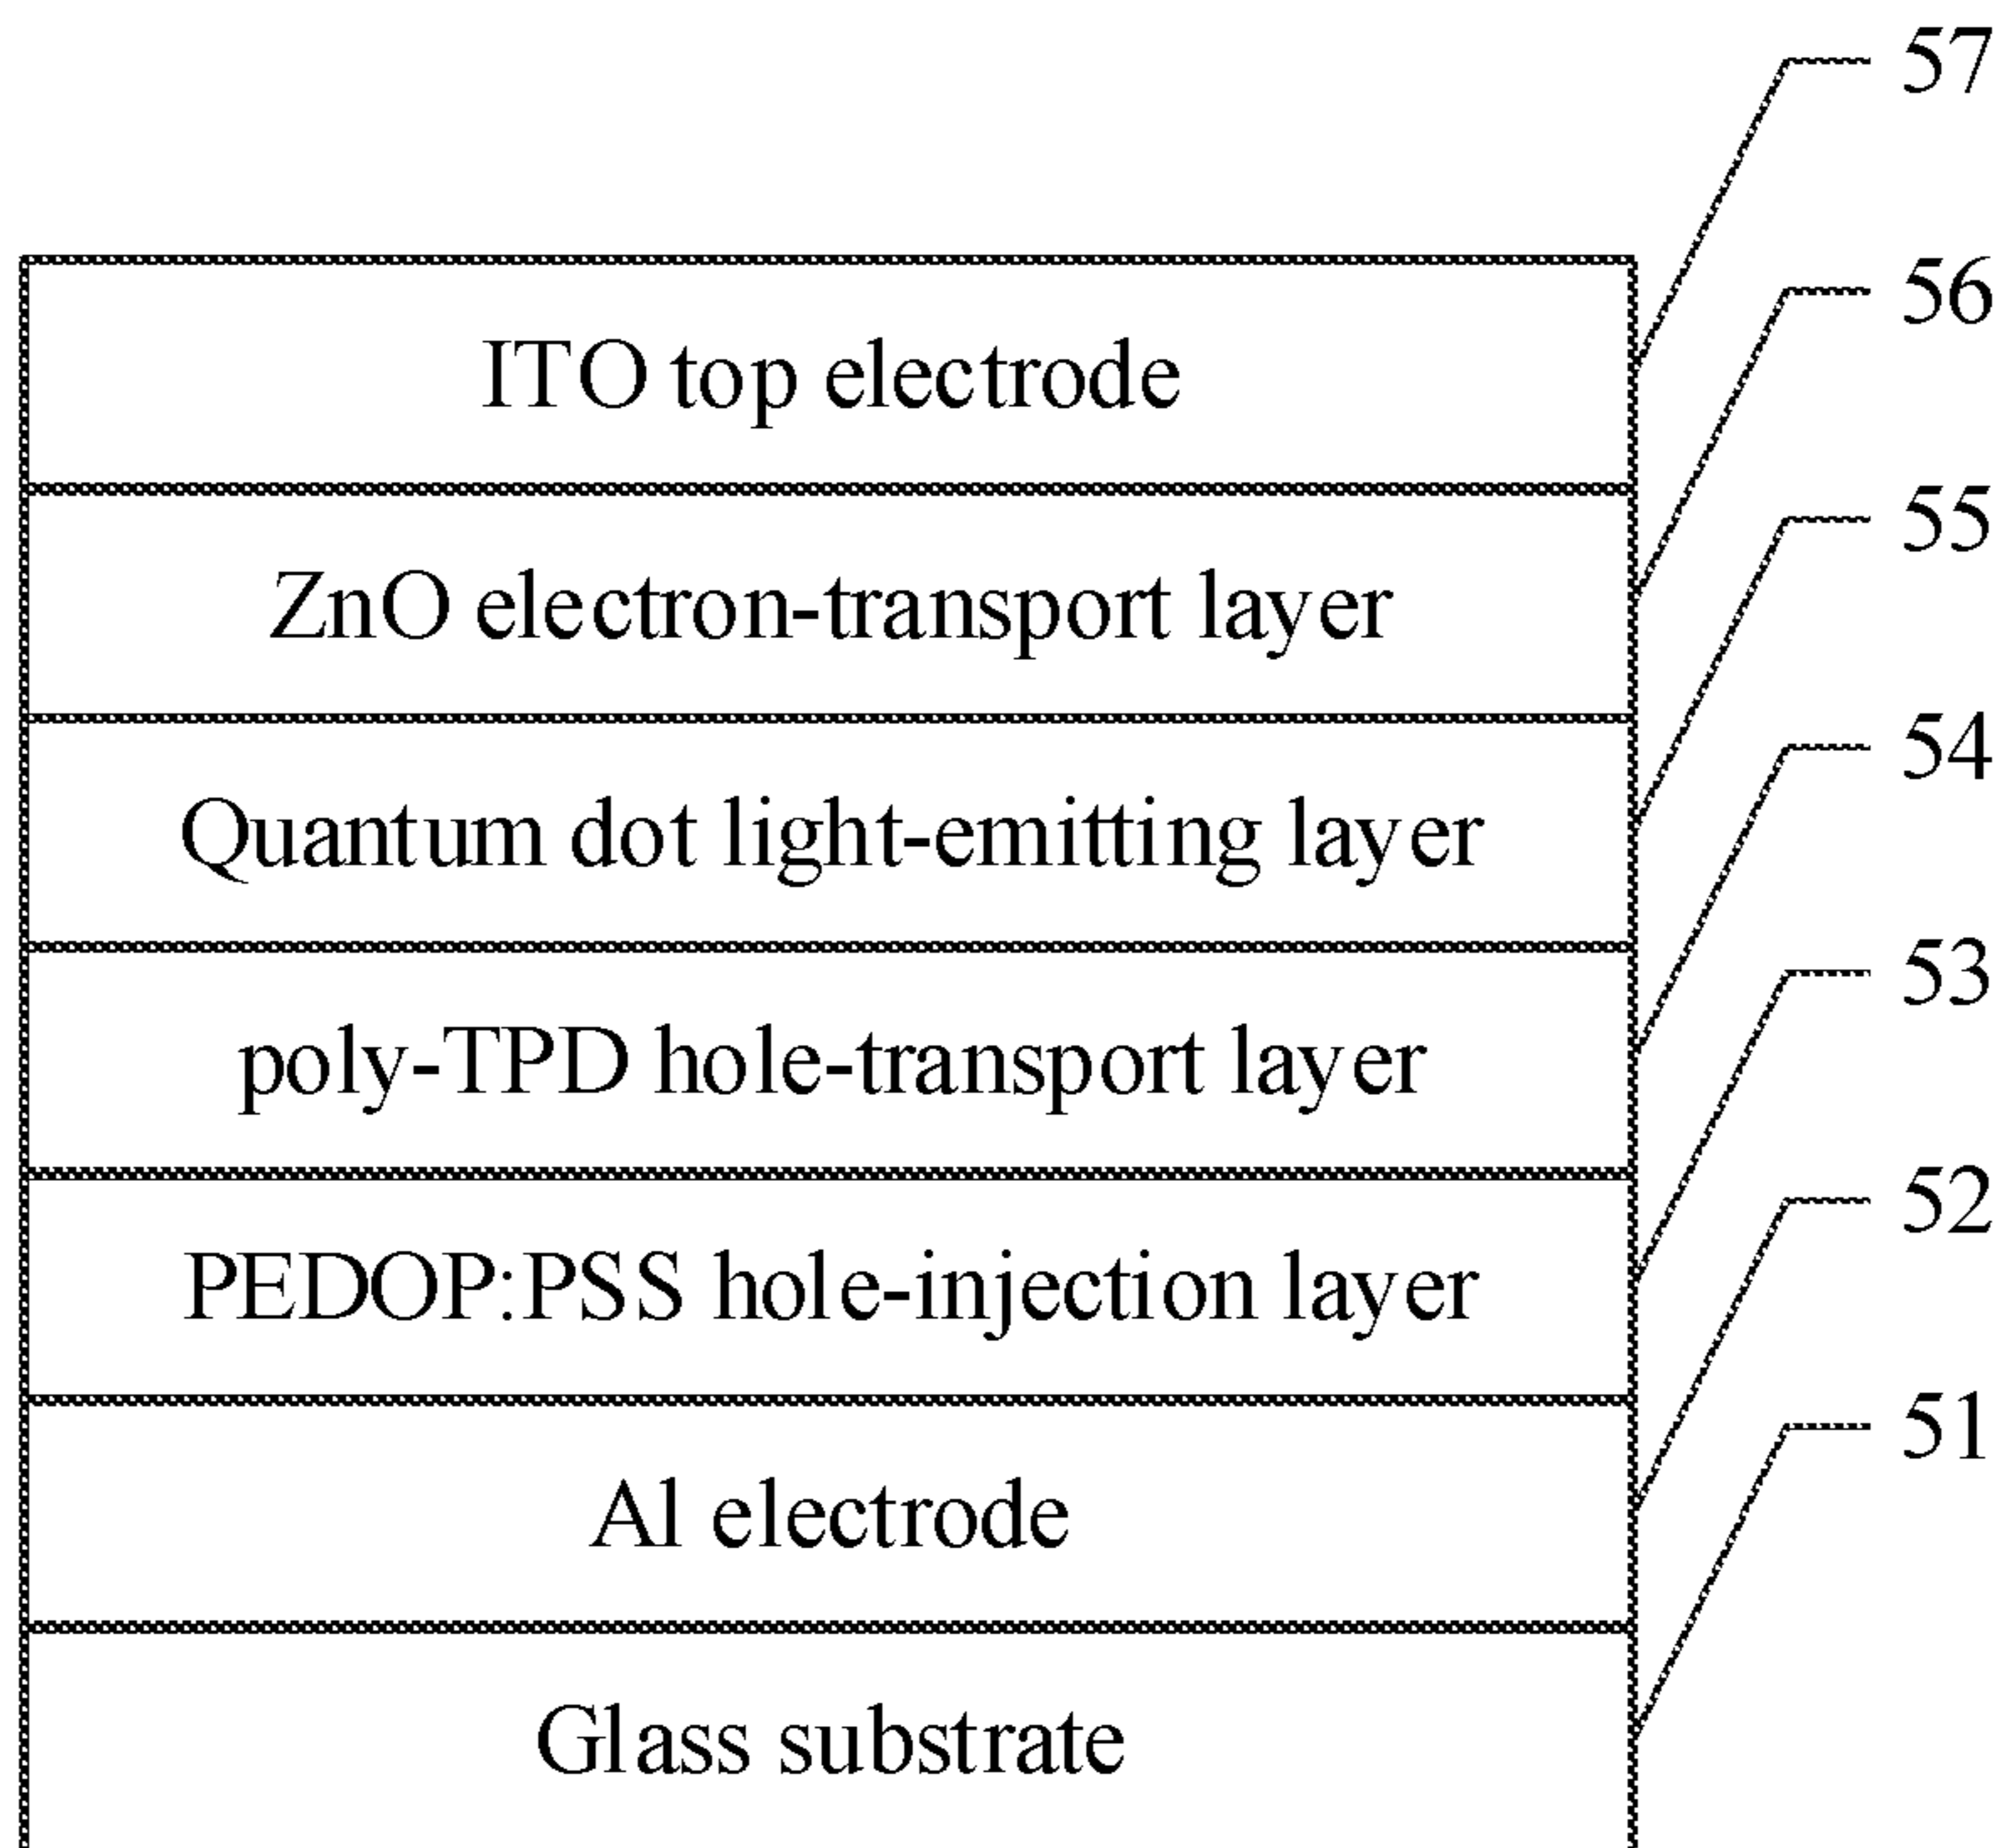 57
ITO top electrode
56
ZnO electron-transport layer
55
Quantum dot light-emitting layer
54
poly-TPD hole-transport layer
53
PEDOP:PSS hole-injection layer
52
Al electrode
51
Glass substrate